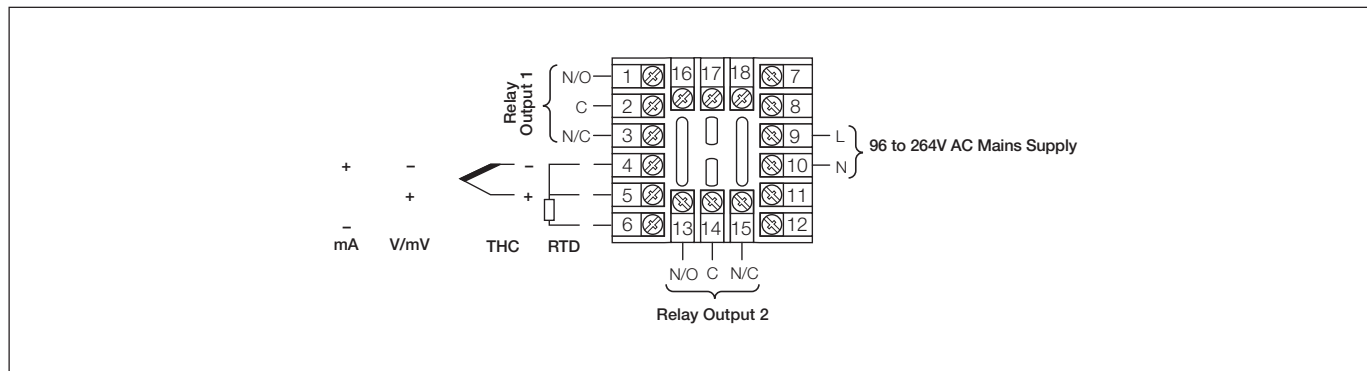 Relay
Output 1
N/O 1 16 17 18 7
C 2 8
N/C 3 9 L
96 to 264V AC Mains Supply
+ – – 4 10 N
+ + 5 11
– 6 13 14 15 12
mA V/mV THC RTD
N/O C N/C
Relay Output 2